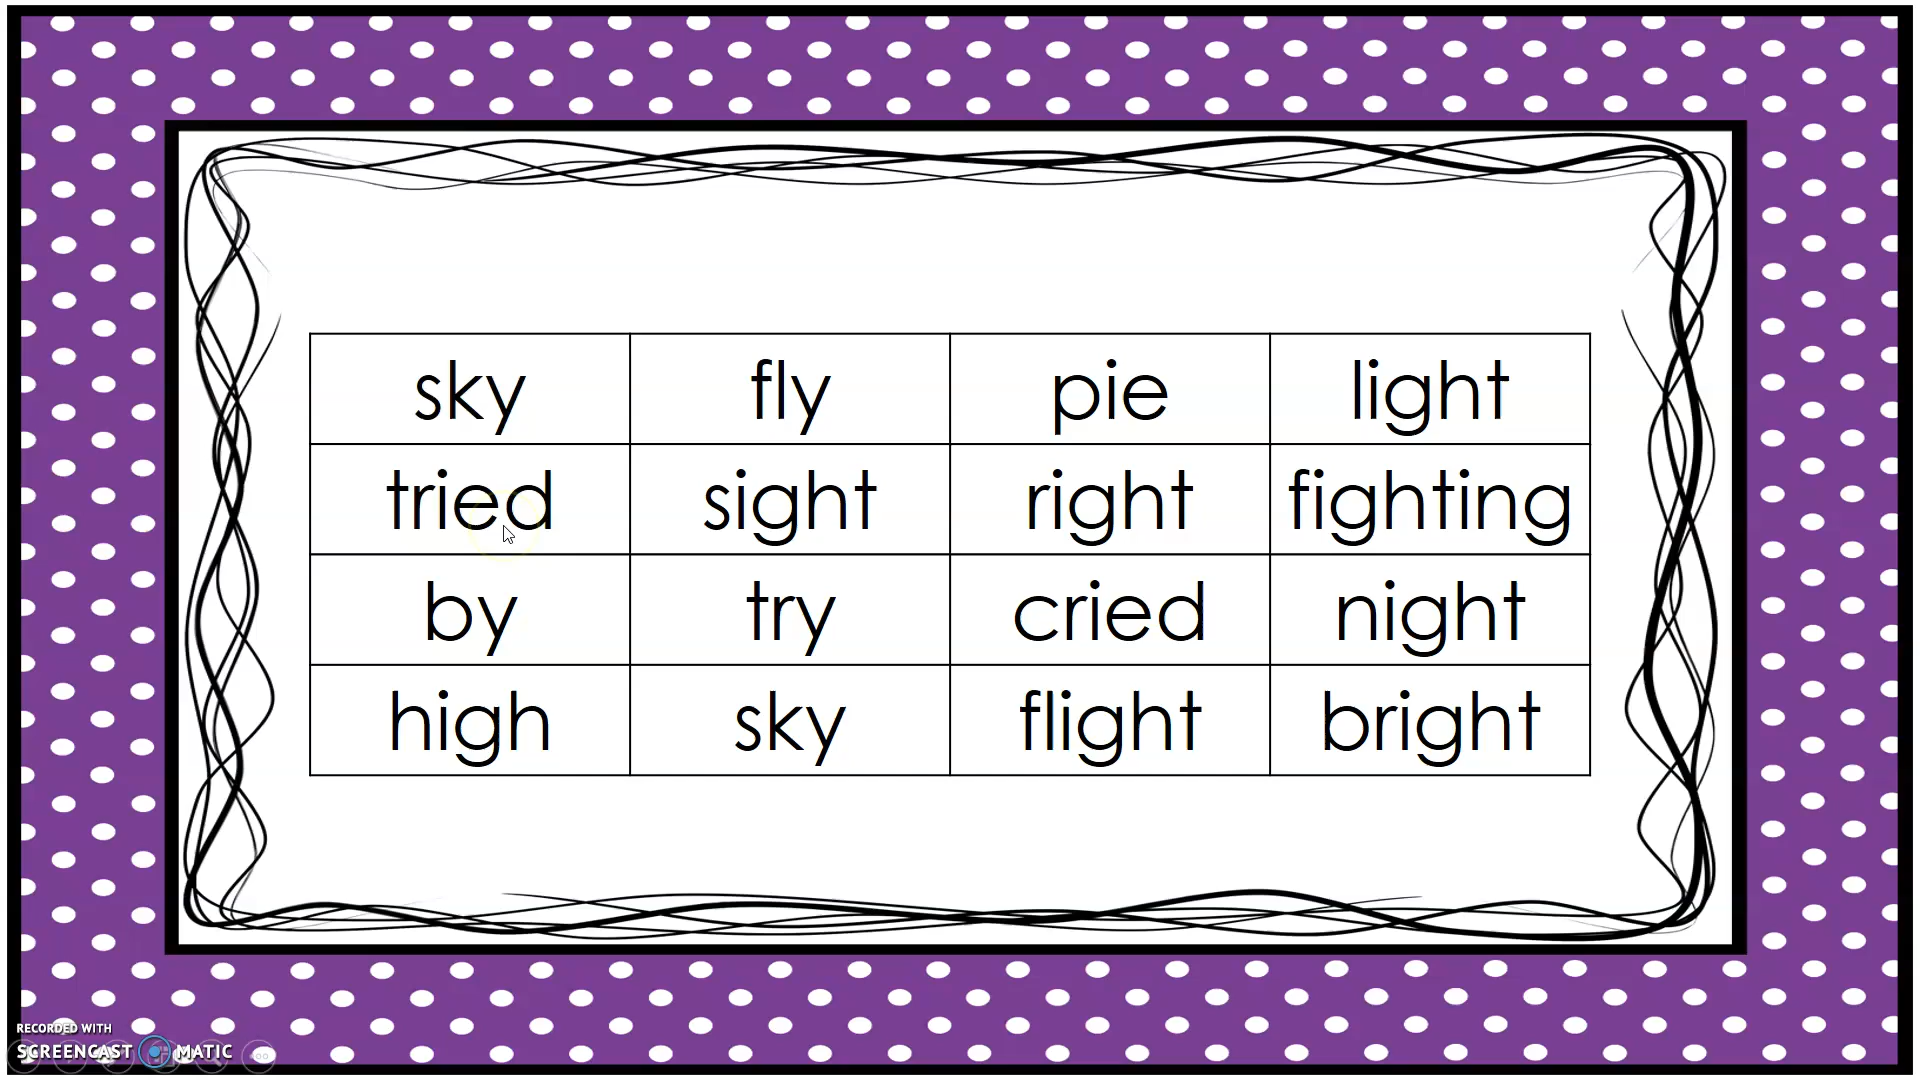 sky fly pie light
tried sight right fighting
by try cried night
high sky flight bright
RECORDED WITH
SCREENCAST MATIC